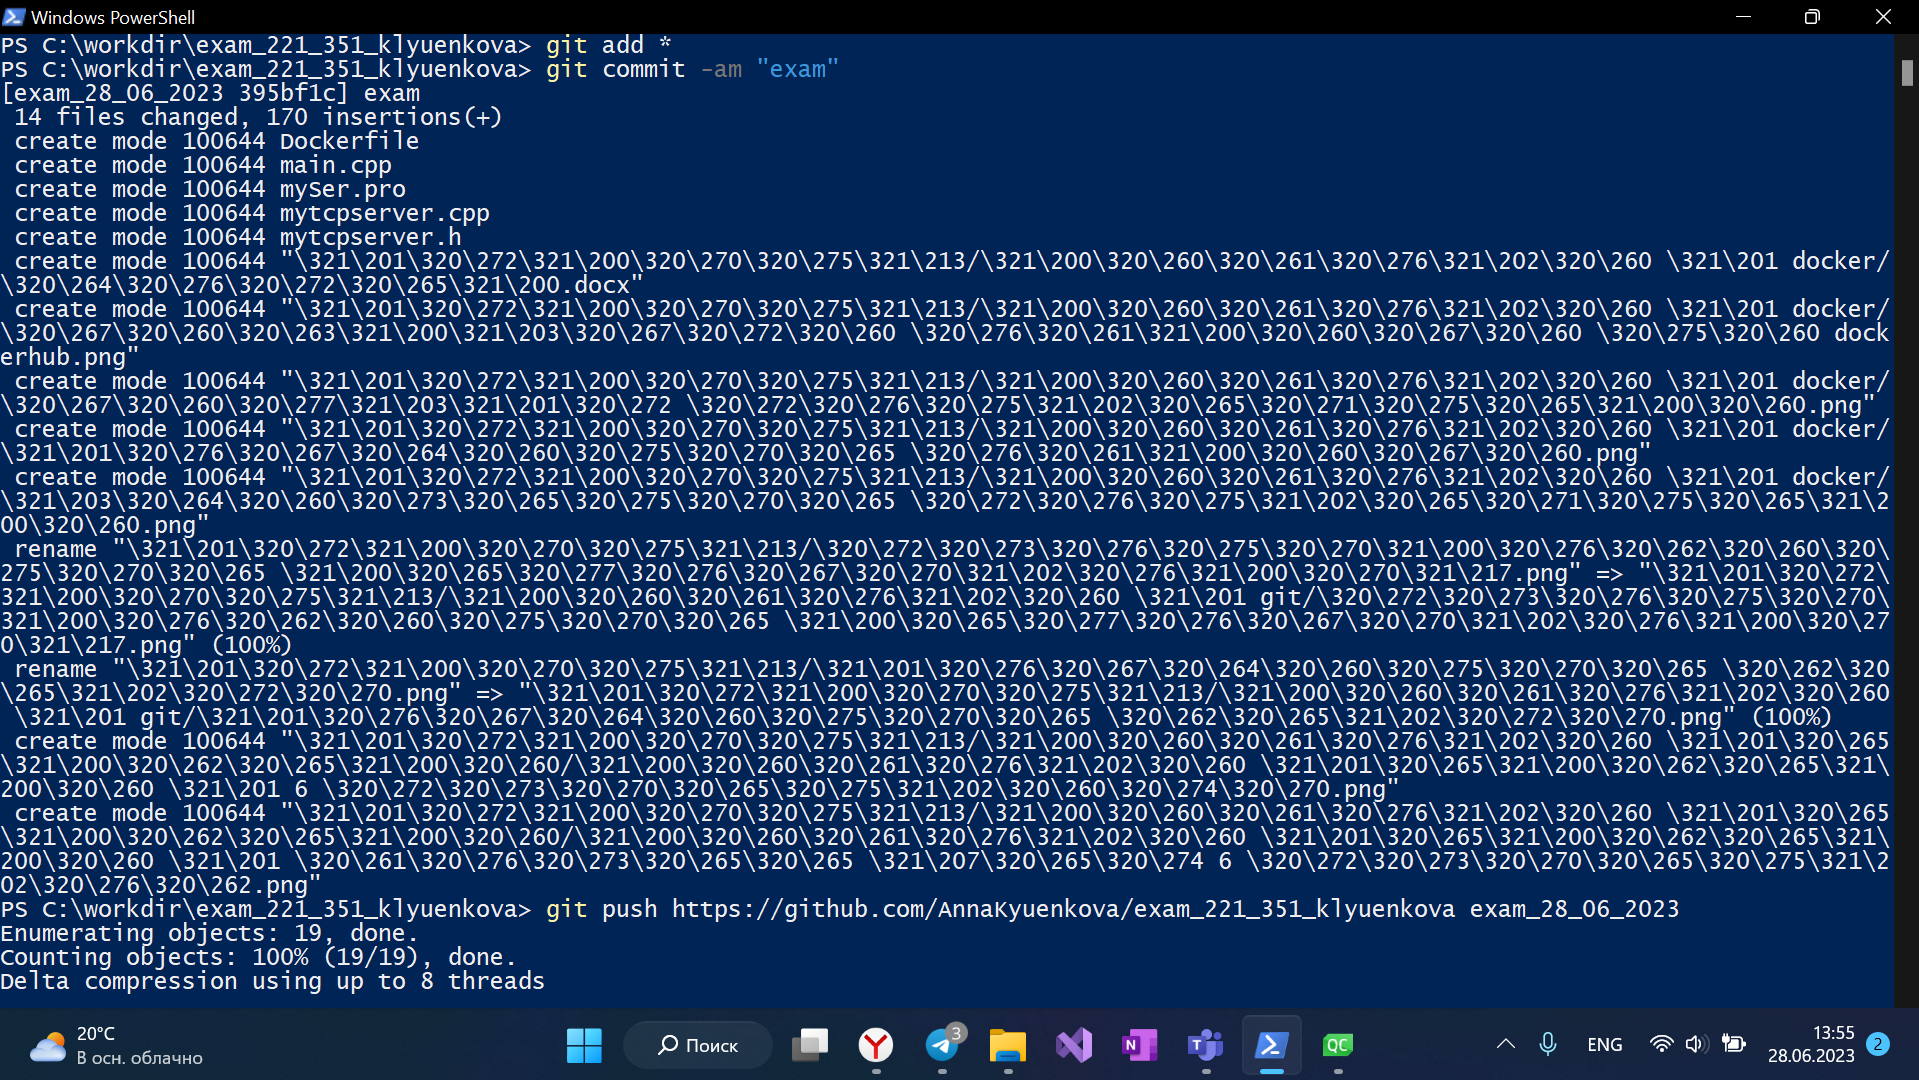 Windows PowerShell
PS C:\workdir\exam_221_351_klyuenkova> git add *
PS C:\workdir\exam_221_351_klyuenkova> git commit -am "exam"
[exam_28_06_2023 395bf1c] exam
 14 files changed, 170 insertions(+)
 create mode 100644 Dockerfile
 create mode 100644 main.cpp
 create mode 100644 mySer.pro
 create mode 100644 mytcpserver.cpp
 create mode 100644 mytcpserver.h
 create mode 100644 "\321\201\320\272\321\200\320\270\320\275\321\213/\321\200\320\260\320\261\320\276\321\202\320\260 \321\201 docker/
\320\264\320\276\320\272\320\265\321\200.docx"
 create mode 100644 "\321\201\320\272\321\200\320\270\320\275\321\213/\321\200\320\260\320\261\320\276\321\202\320\260 \321\201 docker/
\320\267\320\260\320\263\321\200\321\203\320\267\320\272\320\260 \320\276\320\261\321\200\320\260\320\267\320\260 \320\275\320\260 dock
erhub.png"
 create mode 100644 "\321\201\320\272\321\200\320\270\320\275\321\213/\321\200\320\260\320\261\320\276\321\202\320\260 \321\201 docker/
\320\267\320\260\320\277\321\203\321\201\320\272 \320\272\320\276\320\275\321\202\320\265\320\271\320\275\320\265\321\200\320\260.png"
 create mode 100644 "\321\201\320\272\321\200\320\270\320\275\321\213/\321\200\320\260\320\261\320\276\321\202\320\260 \321\201 docker/
\321\201\320\276\320\267\320\264\320\260\320\275\320\270\320\265 \320\276\320\261\321\200\320\260\320\267\320\260.png"
 create mode 100644 "\321\201\320\272\321\200\320\270\320\275\321\213/\321\200\320\260\320\261\320\276\321\202\320\260 \321\201 docker/
\321\203\320\264\320\260\320\273\320\265\320\275\320\270\320\265 \320\272\320\276\320\275\321\202\320\265\320\271\320\275\320\265\321\2
00\320\260.png"
 rename "\321\201\320\272\321\200\320\270\320\275\321\213/\320\272\320\273\320\276\320\275\320\270\321\200\320\276\320\262\320\260\320\
275\320\270\320\265 \321\200\320\265\320\277\320\276\320\267\320\270\321\202\320\276\321\200\320\270\321\217.png" => "\321\201\320\272\
321\200\320\270\320\275\321\213/\321\200\320\260\320\261\320\276\321\202\320\260 \321\201 git/\320\272\320\273\320\276\320\275\320\270\
321\200\320\276\320\262\320\260\320\275\320\270\320\265 \321\200\320\265\320\277\320\276\320\267\320\270\321\202\320\276\321\200\320\27
0\321\217.png" (100%)
 rename "\321\201\320\272\321\200\320\270\320\275\321\213/\321\201\320\276\320\267\320\264\320\260\320\275\320\270\320\265 \320\262\320
\265\321\202\320\272\320\270.png" => "\321\201\320\272\321\200\320\270\320\275\321\213/\321\200\320\260\320\261\320\276\321\202\320\260
 \321\201 git/\321\201\320\276\320\267\320\264\320\260\320\275\320\270\320\265 \320\262\320\265\321\202\320\272\320\270.png" (100%)
 create mode 100644 "\321\201\320\272\321\200\320\270\320\275\321\213/\321\200\320\260\320\261\320\276\321\202\320\260 \321\201\320\265
\321\200\320\262\320\265\321\200\320\260/\321\200\320\260\320\261\320\276\321\202\320\260 \321\201\320\265\321\200\320\262\320\265\321\
200\320\260 \321\201 6 \320\272\320\273\320\270\320\265\320\275\321\202\320\260\320\274\320\270.png"
 create mode 100644 "\321\201\320\272\321\200\320\270\320\275\321\213/\321\200\320\260\320\261\320\276\321\202\320\260 \321\201\320\265
\321\200\320\262\320\265\321\200\320\260/\321\200\320\260\320\261\320\276\321\202\320\260 \321\201\320\265\321\200\320\262\320\265\321\
200\320\260 \321\201 \320\261\320\276\320\273\320\265\320\265 \321\207\320\265\320\274 6 \320\272\320\273\320\270\320\265\320\275\321\2
02\320\276\320\262.png"
PS C:\workdir\exam_221_351_klyuenkova> git push https://github.com/AnnaKyuenkova/exam_221_351_klyuenkova exam_28_06_2023
Enumerating objects: 19, done.
Counting objects: 100% (19/19), done.
Delta compression using up to 8 threads
20°C
В осн. облачно
Поиск
3
N
T
QC
ENG
13:55
28.06.2023
2